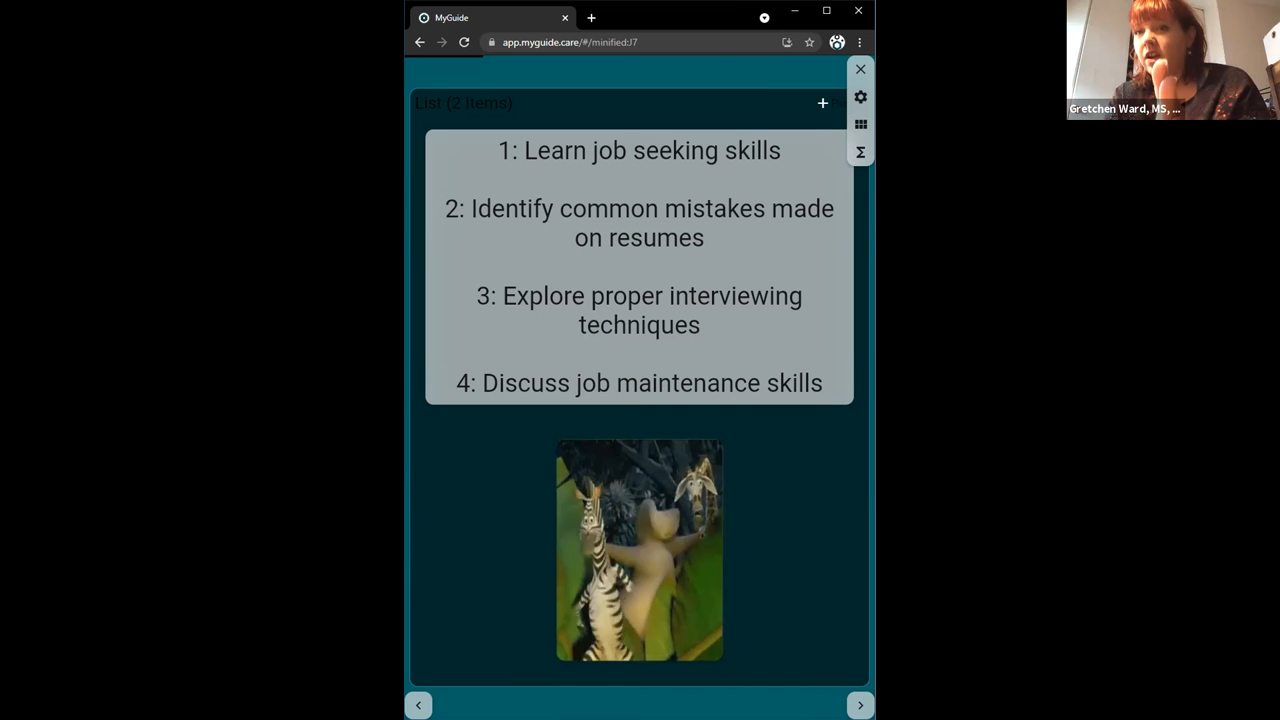 MyGuide
app.myguide.care/#/minified:J7
Gretchen Ward, MS, ...
List (2 Items)
1: Learn job seeking skills
2: Identify common mistakes made
on resumes
3: Explore proper interviewing
techniques
4: Discuss job maintenance skills